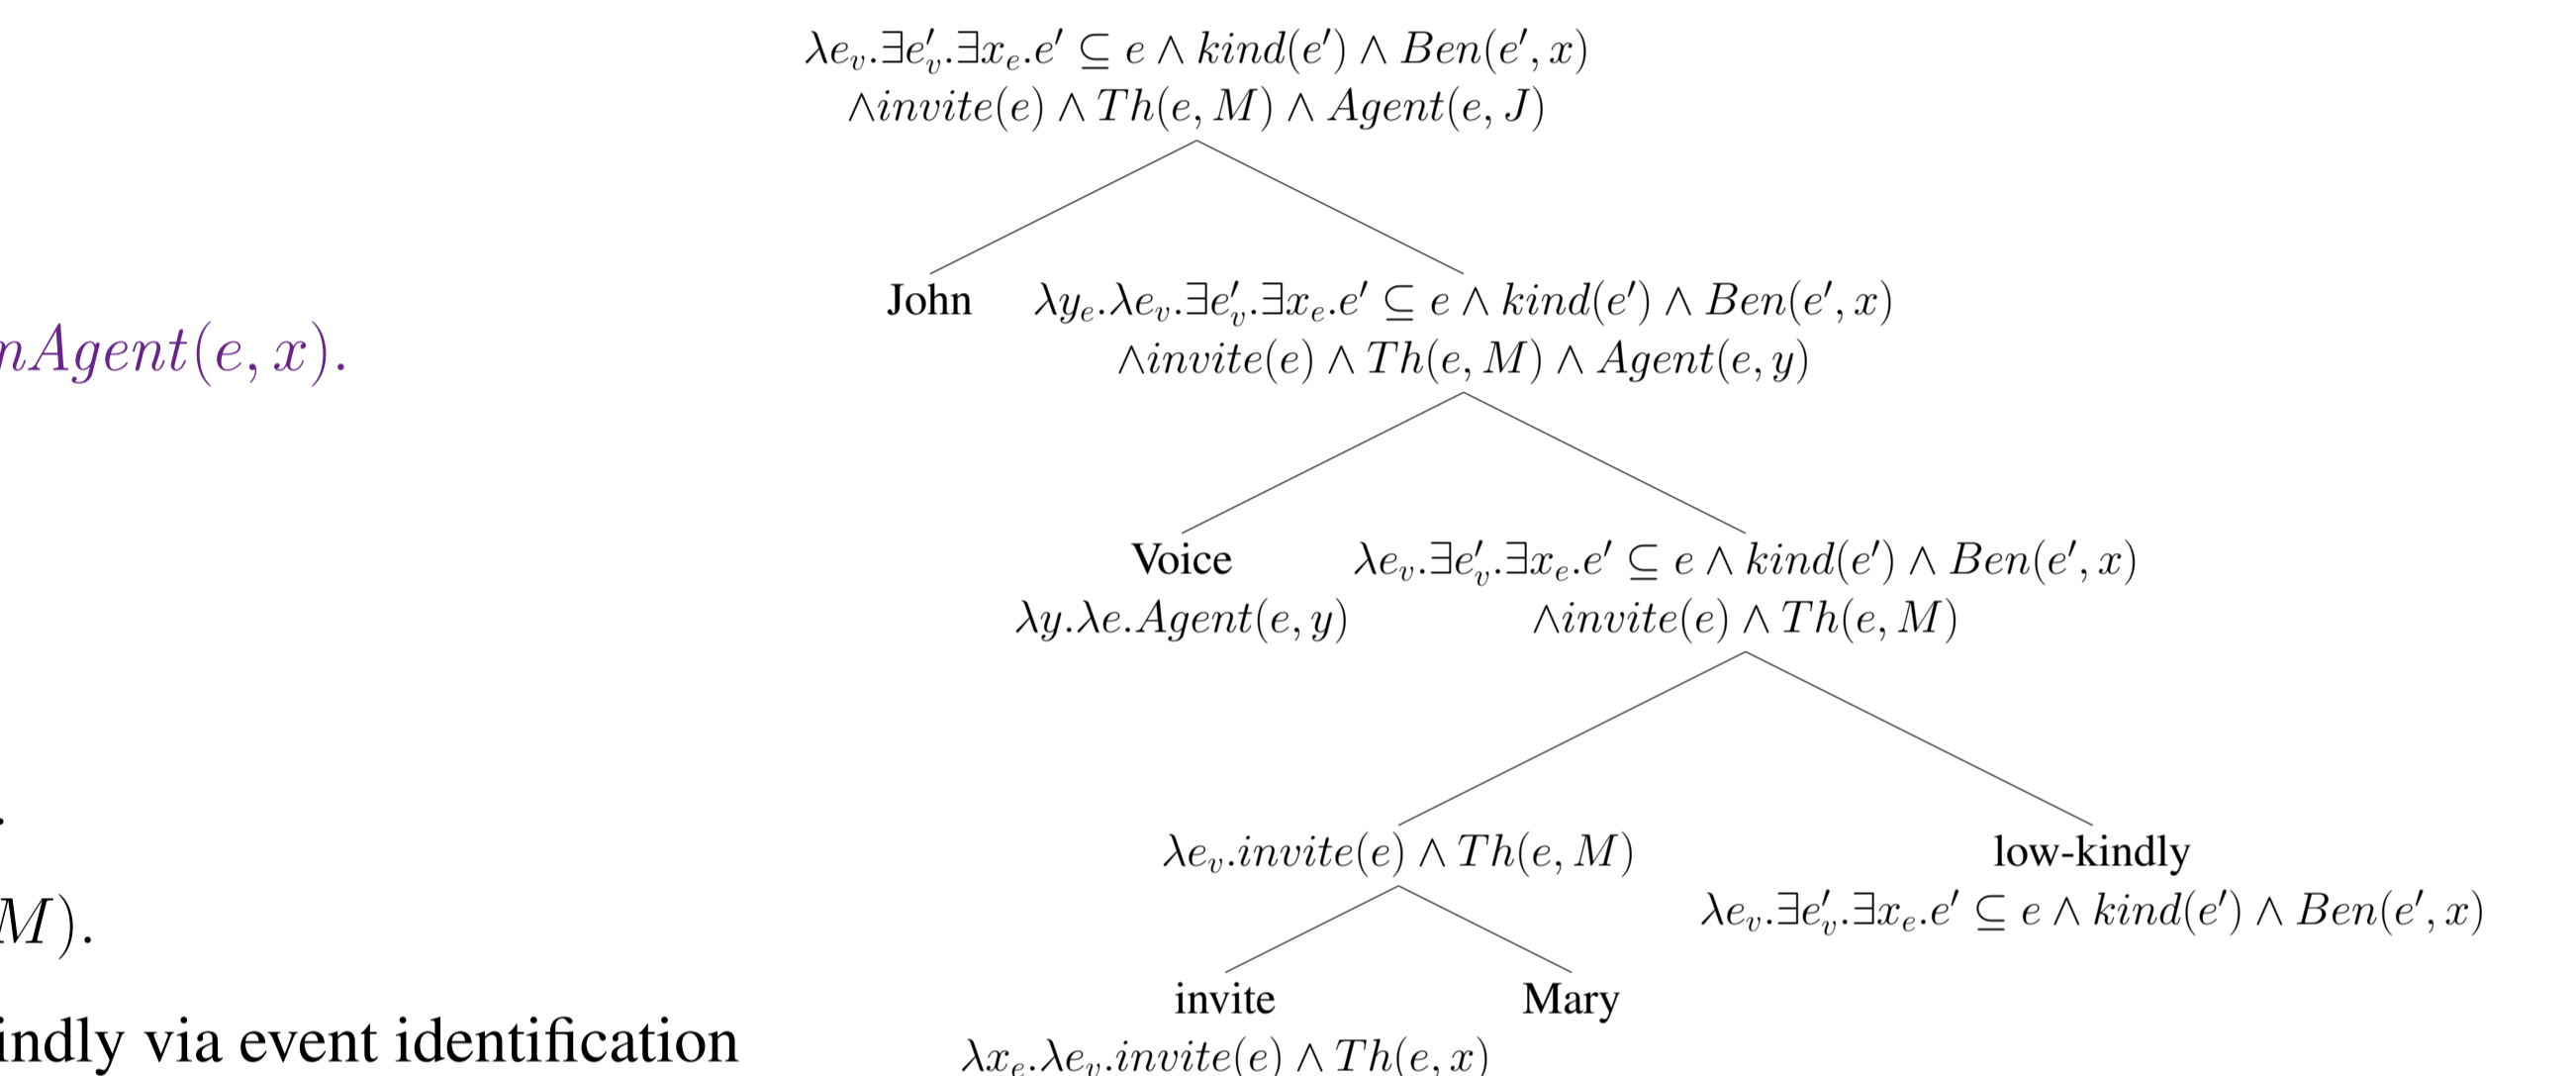 λe_v.∃e′_v.∃x_e.e′ ⊆ e ∧ kind(e′) ∧ Ben(e′, x)
∧invite(e) ∧ Th(e, M) ∧ Agent(e, J)
John λy_e.λe_v.∃e′_v.∃x_e.e′ ⊆ e ∧ kind(e′) ∧ Ben(e′, x)
∧invite(e) ∧ Th(e, M) ∧ Agent(e, y)
nAgent(e, x).
Voice λe_v.∃e′_v.∃x_e.e′ ⊆ e ∧ kind(e′) ∧ Ben(e′, x)
λy.λe.Agent(e, y) ∧invite(e) ∧ Th(e, M)
.
λe_v.invite(e) ∧ Th(e, M) low-kindly
λe_v.∃e′_v.∃x_e.e′ ⊆ e ∧ kind(e′) ∧ Ben(e′, x)
M).
invite Mary
indly via event identification
λx_e.λe_v.invite(e) ∧ Th(e, x)